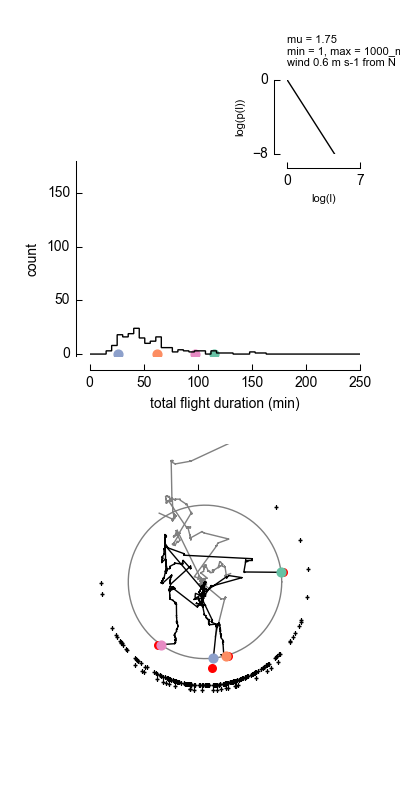 mu = 1.75
min = 1, max = 1000_m
wind 0.6 m s-1 from N
0
log(p(l))
−8
0 7
log(l)
150
100
50
0
count
0 50 100 150 200 250
total flight duration (min)